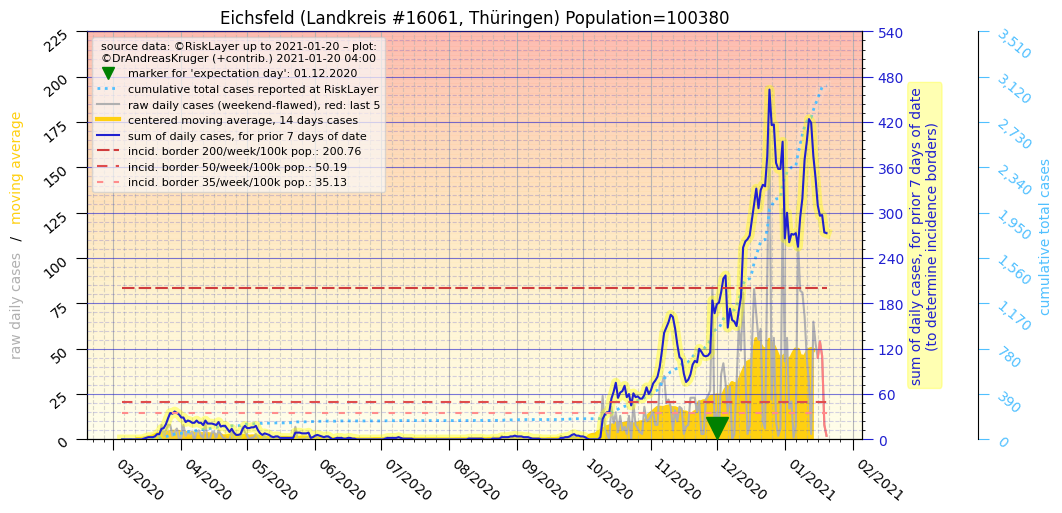 Eichsfeld (Landkreis #16061, Thüringen) Population=100380
source data: ©RiskLayer up to 2021-01-20 – plot:
©DrAndreasKruger (+contrib.) 2021-01-20 04:00
marker for 'expectation day': 01.12.2020
cumulative total cases reported at RiskLayer
raw daily cases (weekend-flawed), red: last 5
centered moving average, 14 days cases
sum of daily cases, for prior 7 days of date
incid. border 200/week/100k pop.: 200.76
incid. border 50/week/100k pop.: 50.19
incid. border 35/week/100k pop.: 35.13
raw daily cases / moving average
225
200
175
150
125
100
75
50
25
0
03/2020
04/2020
05/2020
06/2020
07/2020
08/2020
09/2020
10/2020
11/2020
12/2020
01/2021
02/2021
540
480
420
360
300
240
180
120
60
0
sum of daily cases, for prior 7 days of date
(to determine incidence borders)
3,510
3,120
2,730
2,340
1,950
1,560
1,170
780
390
0
cumulative total cases